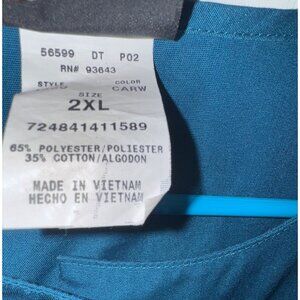 56599 DT P02
RN# 93643
STYLE COLOR
CARW
SIZE
2XL
724841411589
65% POLYESTER/POLIESTER
35% COTTON/ALGODON
MADE IN VIETNAM
HECHO EN VIETNAM